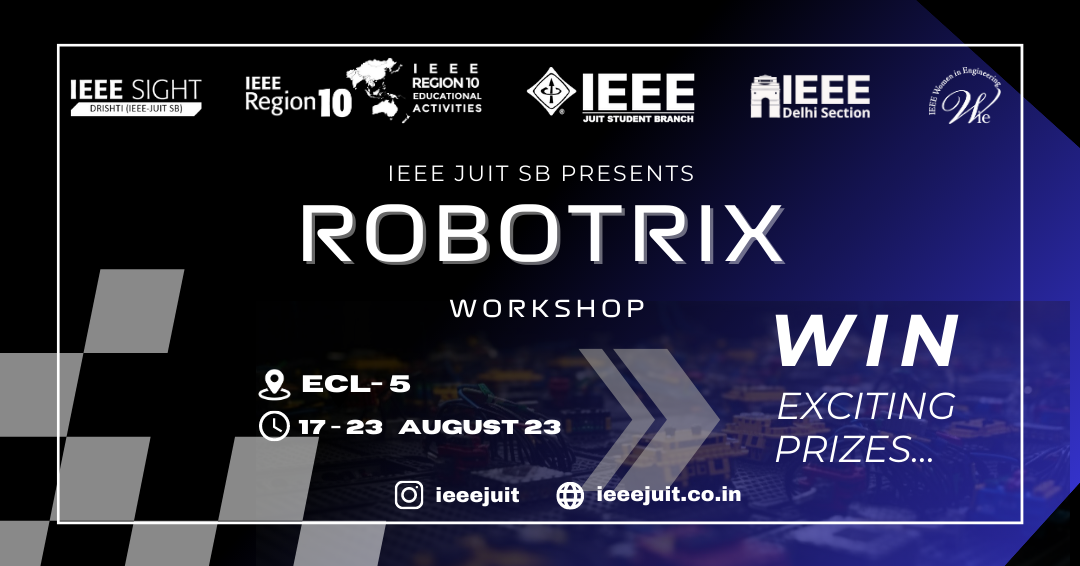 IEEE SIGHT
DRISHTI (IEEE-JUIT SB)
IEEE
Region 10
IEEE
REGION 10
EDUCATIONAL
ACTIVITIES
IEEE
JUIT STUDENT BRANCH
IEEE
Delhi Section
IEEE Women in Engineering
Wie
IEEE JUIT SB PRESENTS
ROBOTRIX
WORKSHOP
WIN
EXCITING
PRIZES...
ECL- 5
17 - 23 AUGUST 23
ieeejuit
ieeejuit.co.in